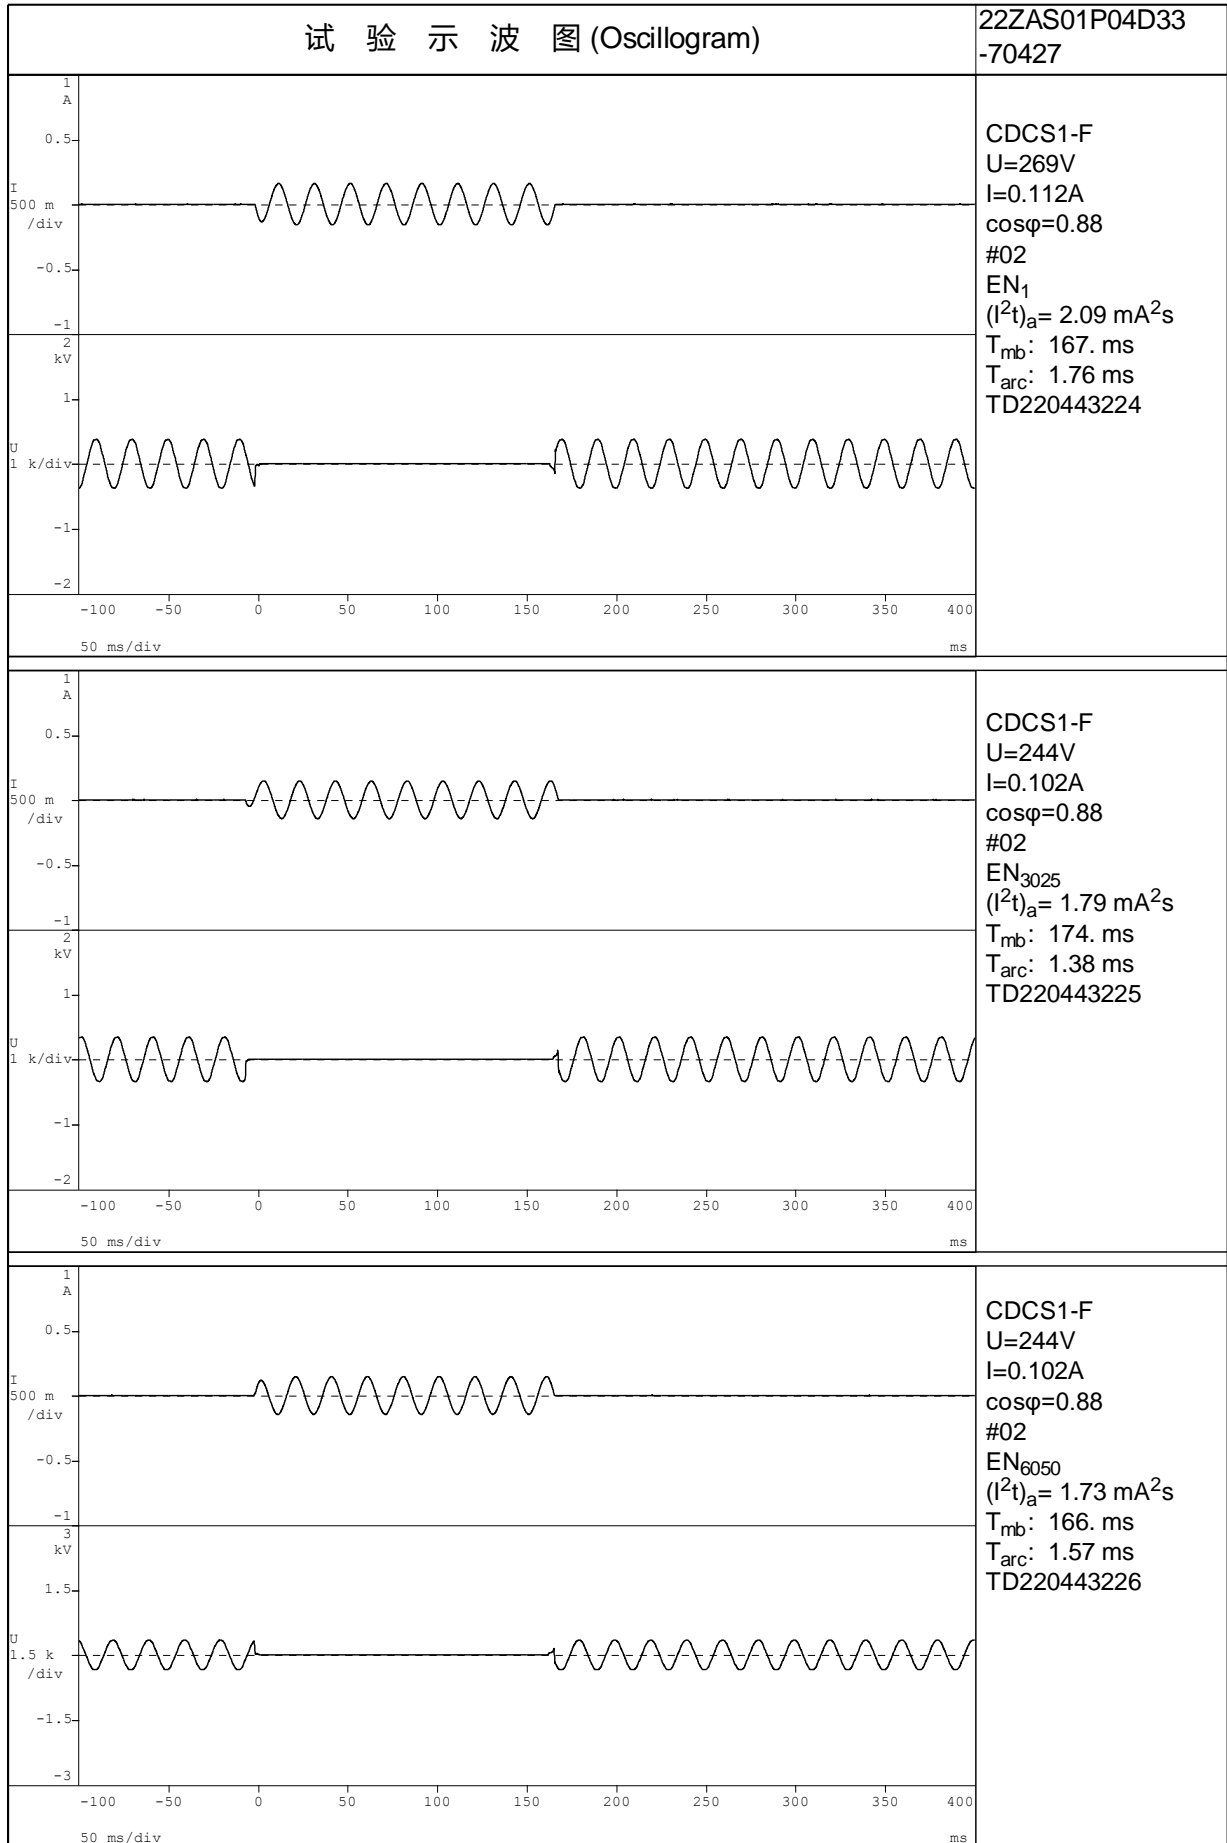 试 验 示 波 图 (Oscillogram)
22ZAS01P04D33
-70427
1
A
0.5
I
500 m
/div
-0.5
-1
2
kV
1
U
1 k/div
-1
-2
-100 -50 0 50 100 150 200 250 300 350 400
50 ms/div ms
CDCS1-F
U=269V
I=0.112A
cosφ=0.88
#02
EN₁
(I²t)ₐ= 2.09 mA²s
Tmb: 167. ms
Tarc: 1.76 ms
TD220443224
1
A
0.5
I
500 m
/div
-0.5
-1
2
kV
1
U
1 k/div
-1
-2
-100 -50 0 50 100 150 200 250 300 350 400
50 ms/div ms
CDCS1-F
U=244V
I=0.102A
cosφ=0.88
#02
EN₃₀₂₅
(I²t)ₐ= 1.79 mA²s
Tmb: 174. ms
Tarc: 1.38 ms
TD220443225
1
A
0.5
I
500 m
/div
-0.5
-1
3
kV
1.5
U
1.5 k
/div
-1.5
-3
-100 -50 0 50 100 150 200 250 300 350 400
50 ms/div ms
CDCS1-F
U=244V
I=0.102A
cosφ=0.88
#02
EN₆₀₅₀
(I²t)ₐ= 1.73 mA²s
Tmb: 166. ms
Tarc: 1.57 ms
TD220443226